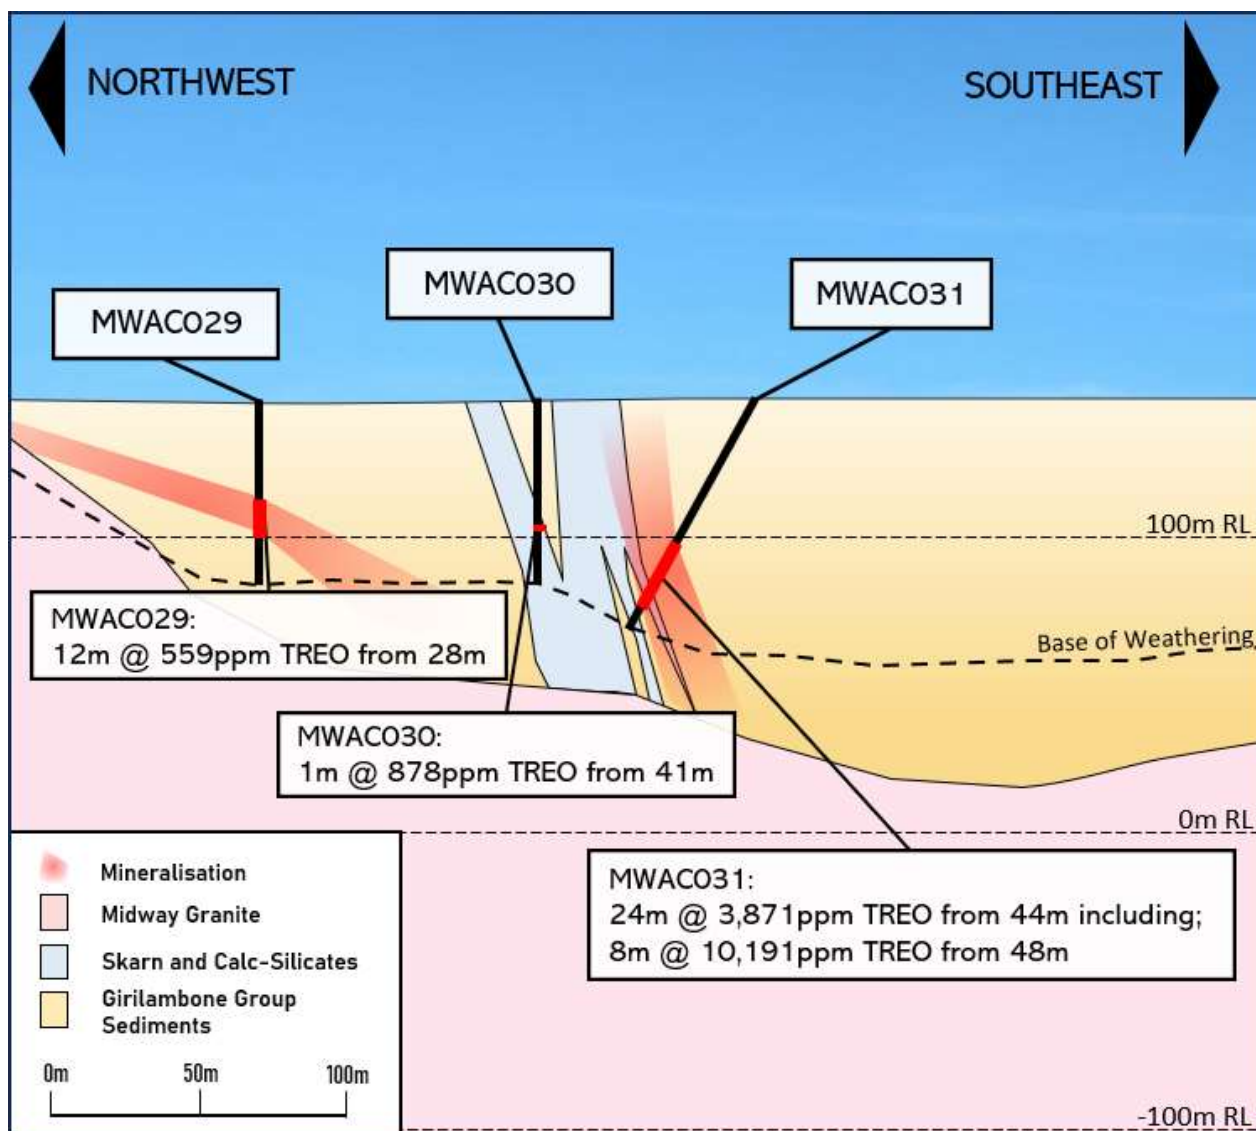 NORTHWEST
SOUTHEAST
MWAC029
MWAC030
MWAC031
100m RL
Base of Weathering
MWAC029:
12m @ 559ppm TREO from 28m
MWAC030:
1m @ 878ppm TREO from 41m
0m RL
MWAC031:
24m @ 3,871ppm TREO from 44m including;
8m @ 10,191ppm TREO from 48m
Mineralisation
Midway Granite
Skarn and Calc-Silicates
Girilambone Group
Sediments
0m 50m 100m
-100m RL